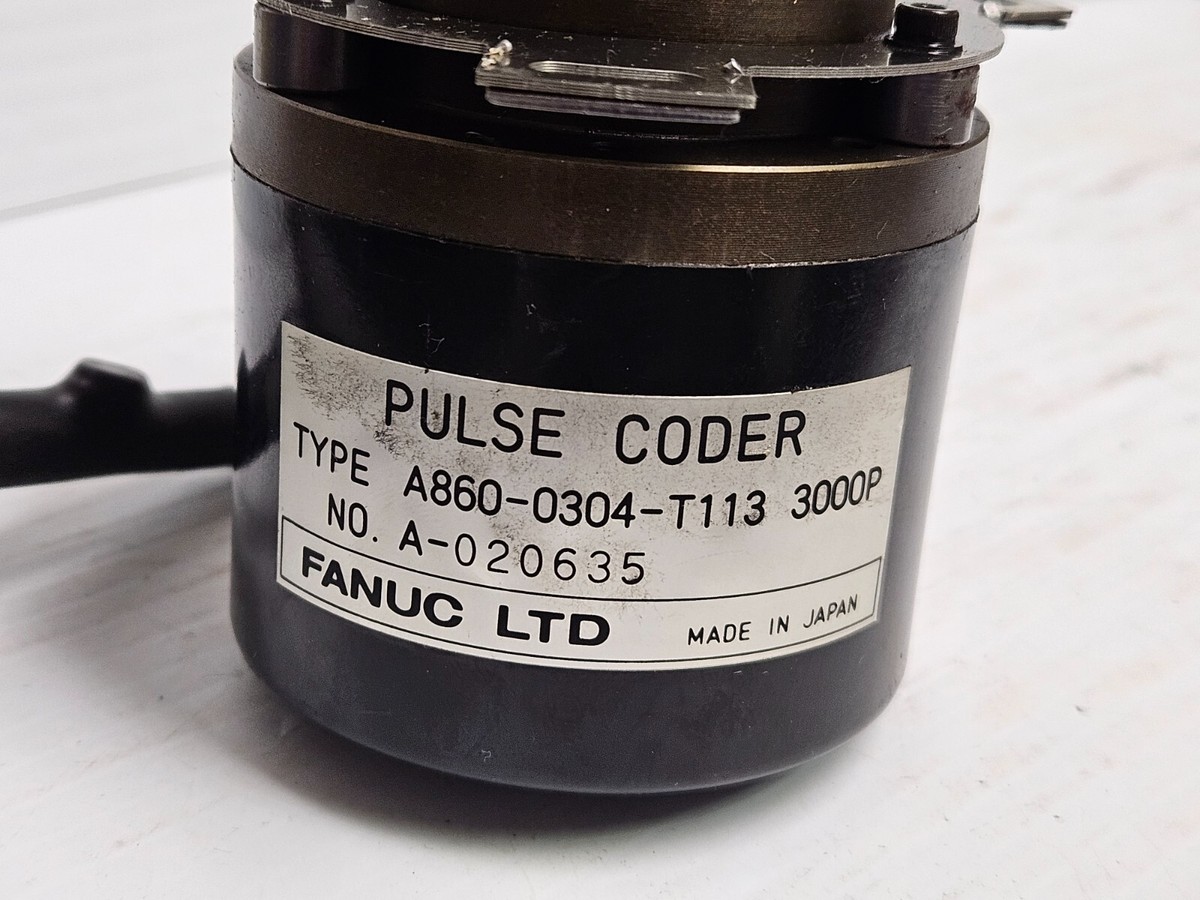 PULSE CODER
TYPE A860-0304-T113 3000P
NO. A-020635
FANUC LTD MADE IN JAPAN